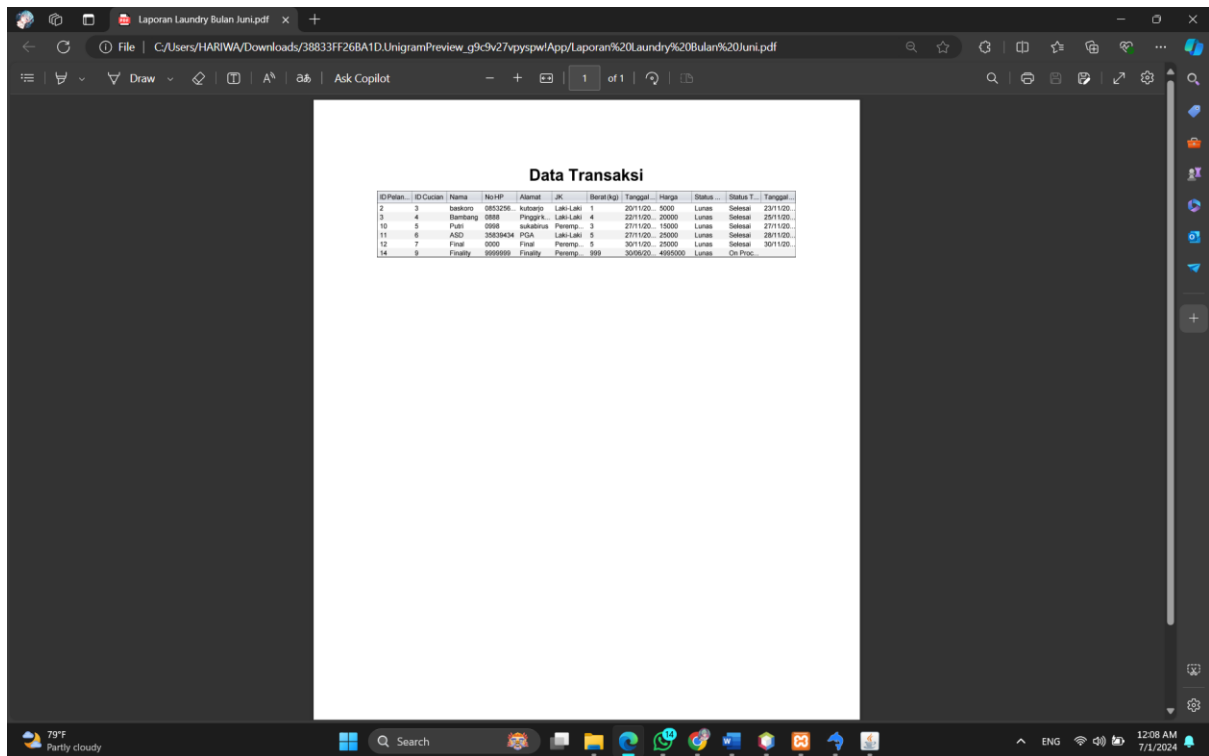 Laporan Laundry Bulan Juni.pdf
File | C:/Users/HARIWA/Downloads/38833FF26BA1D.UnigramPreview_g9c9v27vpyspw!App/Laporan%20Laundry%20Bulan%20Juni.pdf
Draw Ask Copilot 1 of 1
Data Transaksi
ID Pelan... ID Cucian Nama No HP Alamat JK Berat (kg) Tanggal... Harga Status ... Status T... Tanggal...
2 3 baskoro 0853256... kutoarjo Laki-Laki 1 20/11/20... 5000 Lunas Selesai 23/11/20...
3 4 Bambang 0888 Pinggir k... Laki-Laki 4 22/11/20... 20000 Lunas Selesai 25/11/20...
10 5 Putri 0998 sukabirus Peremp... 3 27/11/20... 15000 Lunas Selesai 27/11/20...
11 6 ASD 35839434 PGA Laki-Laki 5 27/11/20... 25000 Lunas Selesai 28/11/20...
12 7 Final 0000 Final Peremp... 5 30/11/20... 25000 Lunas Selesai 30/11/20...
14 9 Finality 9999999 Finality Peremp... 999 30/06/20... 4995000 Lunas On Proc...
79°F
Partly cloudy
Search
14
ENG
12:08 AM
7/1/2024